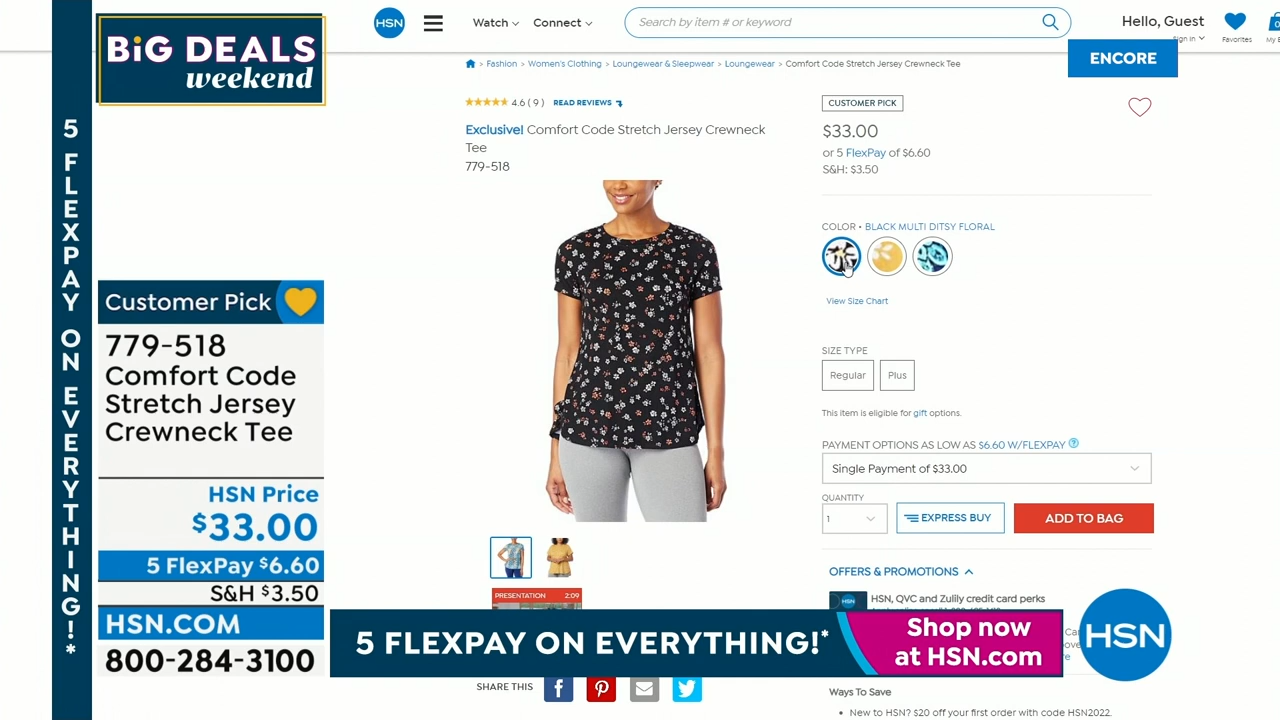 BiG DEALS
weekend
5 FLEXPAY ON EVERYTHING!*
Customer Pick
779-518
Comfort Code
Stretch Jersey
Crewneck Tee
HSN Price
$33.00
5 FlexPay $6.60
S&H $3.50
HSN.COM
800-284-3100
HSN
Watch
Connect
Search by item # or keyword
Hello, Guest
Sign In
Favorites
My B
0
ENCORE
> Fashion > Women's Clothing > Loungewear & Sleepwear > Loungewear > Comfort Code Stretch Jersey Crewneck Tee
4.6 ( 9 ) READ REVIEWS
Exclusive! Comfort Code Stretch Jersey Crewneck
Tee
779-518
CUSTOMER PICK
$33.00
or 5 FlexPay of $6.60
S&H: $3.50
COLOR • BLACK MULTI DITSY FLORAL
View Size Chart
SIZE TYPE
Regular
Plus
This item is eligible for gift options.
PAYMENT OPTIONS AS LOW AS $6.60 W/FLEXPAY ?
Single Payment of $33.00
QUANTITY
1
EXPRESS BUY
ADD TO BAG
OFFERS & PROMOTIONS
HSN
HSN, QVC and Zulily credit card perks
PRESENTATION 2:09
5 FLEXPAY ON EVERYTHING!*
Shop now
at HSN.com
HSN
SHARE THIS
Ways To Save
• New to HSN? $20 off your first order with code HSN2022.